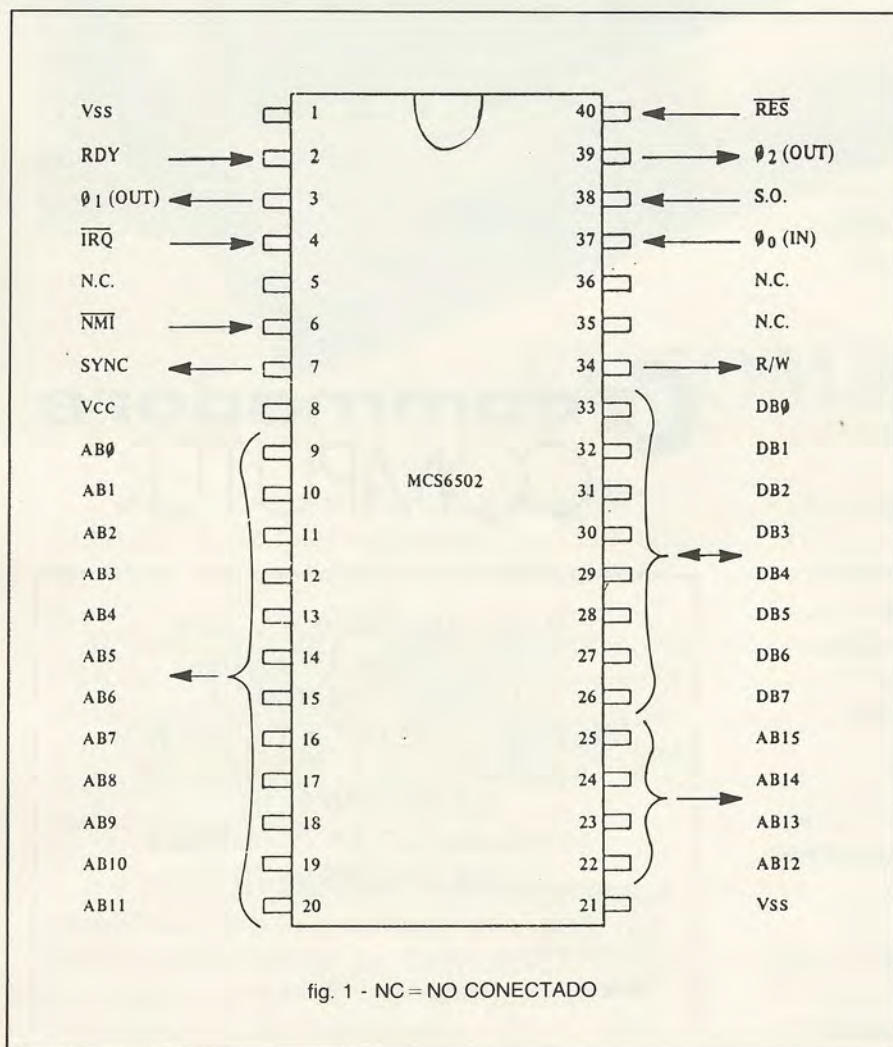 Vss 1 40 R̅E̅S̅
RDY 2 39 Ø2 (OUT)
Ø1 (OUT) 3 38 S.O.
I̅R̅Q̅ 4 37 Ø0 (IN)
N.C. 5 36 N.C.
N̅M̅I̅ 6 35 N.C.
SYNC 7 34 R/W
Vcc 8 33 DBØ
ABØ 9 32 DB1
AB1 10 MCS6502 31 DB2
AB2 11 30 DB3
AB3 12 29 DB4
AB4 13 28 DB5
AB5 14 27 DB6
AB6 15 26 DB7
AB7 16 25 AB15
AB8 17 24 AB14
AB9 18 23 AB13
AB10 19 22 AB12
AB11 20 21 Vss
fig. 1 - NC = NO CONECTADO